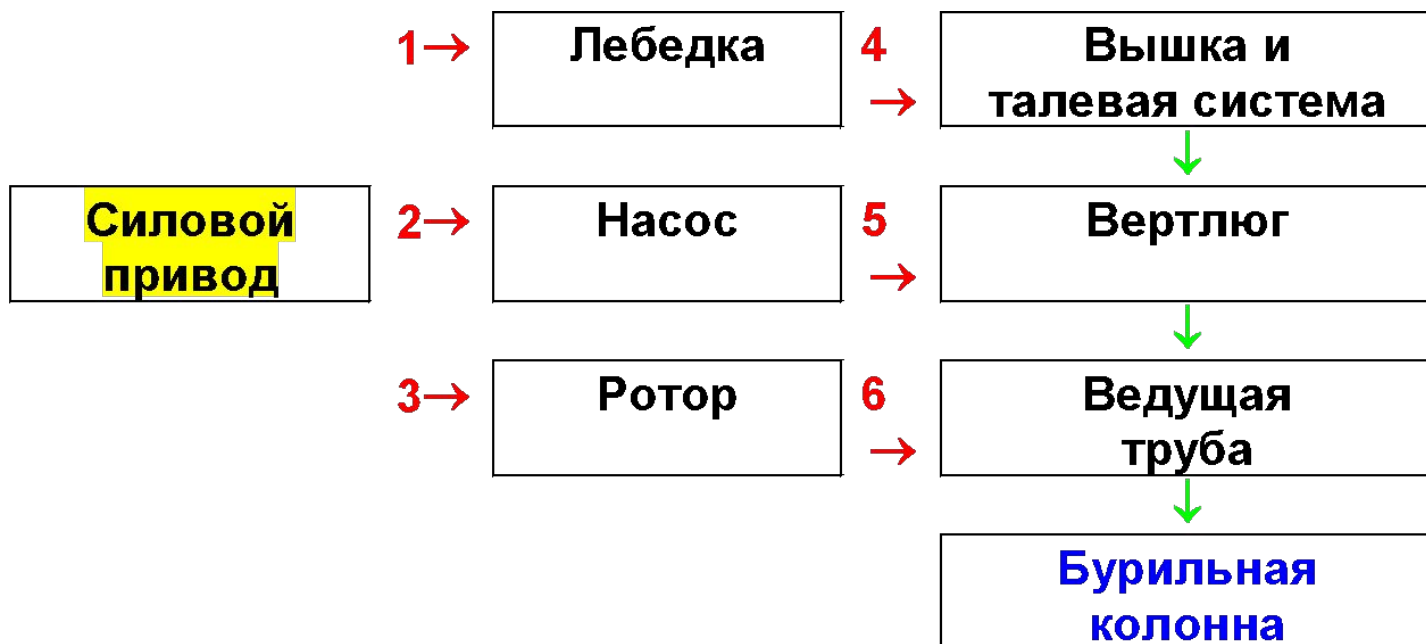 1→ Лебедка 4 Вышка и
→ талевая система
↓
Силовой 2→ Насос 5 Вертлюг
привод →
↓
3→ Ротор 6 Ведущая
→ труба
↓
Бурильная
колонна